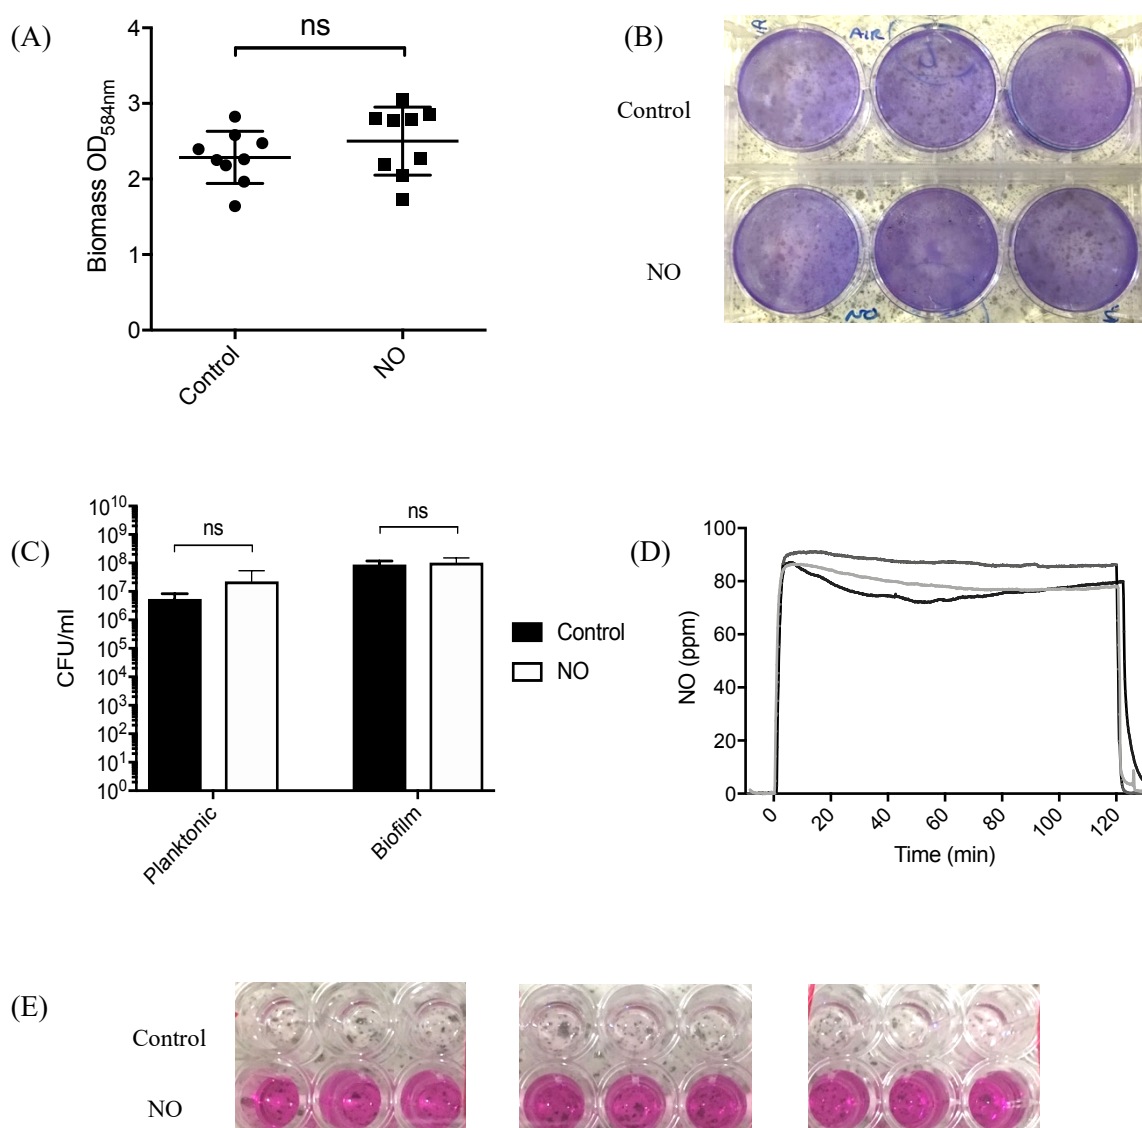 (A)
4
3
2
1
0
Biomass OD584nm
ns
Control
NO
(B)
Control
NO
AIR
NO
(C)
10^10
10^9
10^8
10^7
10^6
10^5
10^4
10^3
10^2
10^1
10^0
CFU/ml
ns
ns
Planktonic
Biofilm
Control
NO
(D)
100
80
60
40
20
0
NO (ppm)
0 20 40 60 80 100 120
Time (min)
(E)
Control
NO